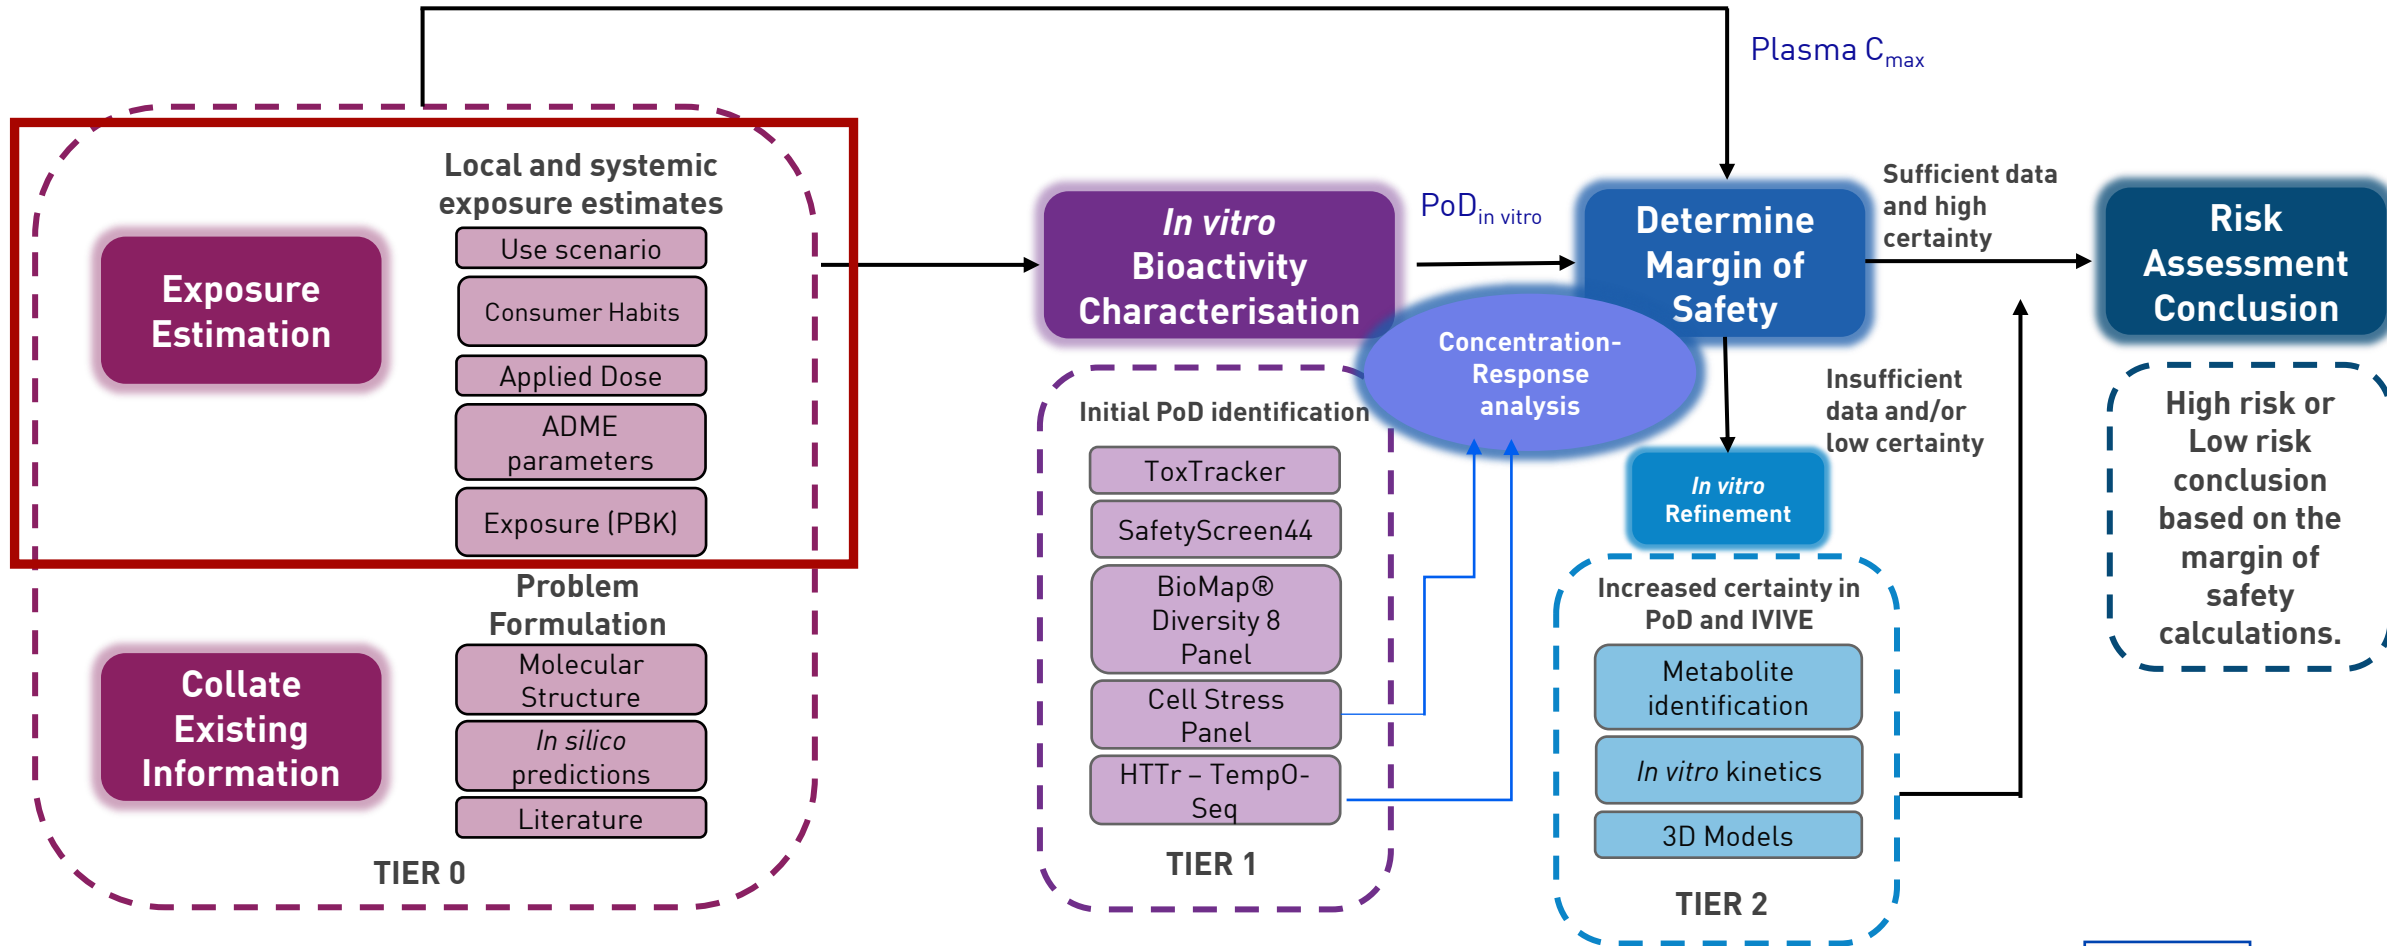 Plasma Cmax
Local and systemic
exposure estimates
Exposure
Estimation
Use scenario
Consumer Habits
Applied Dose
ADME
parameters
Exposure (PBK)
Problem
Formulation
Collate
Existing
Information
Molecular
Structure
In silico
predictions
Literature
TIER 0
In vitro
Bioactivity
Characterisation
PoDin vitro
Initial PoD identification
ToxTracker
SafetyScreen44
BioMap®
Diversity 8
Panel
Cell Stress
Panel
HTTr – TempO-
Seq
TIER 1
Concentration-
Response
analysis
Determine
Margin of
Safety
Sufficient data
and high
certainty
Insufficient
data and/or
low certainty
In vitro
Refinement
Increased certainty in
PoD and IVIVE
Metabolite
identification
In vitro kinetics
3D Models
TIER 2
Risk
Assessment
Conclusion
High risk or
Low risk
conclusion
based on the
margin of
safety
calculations.